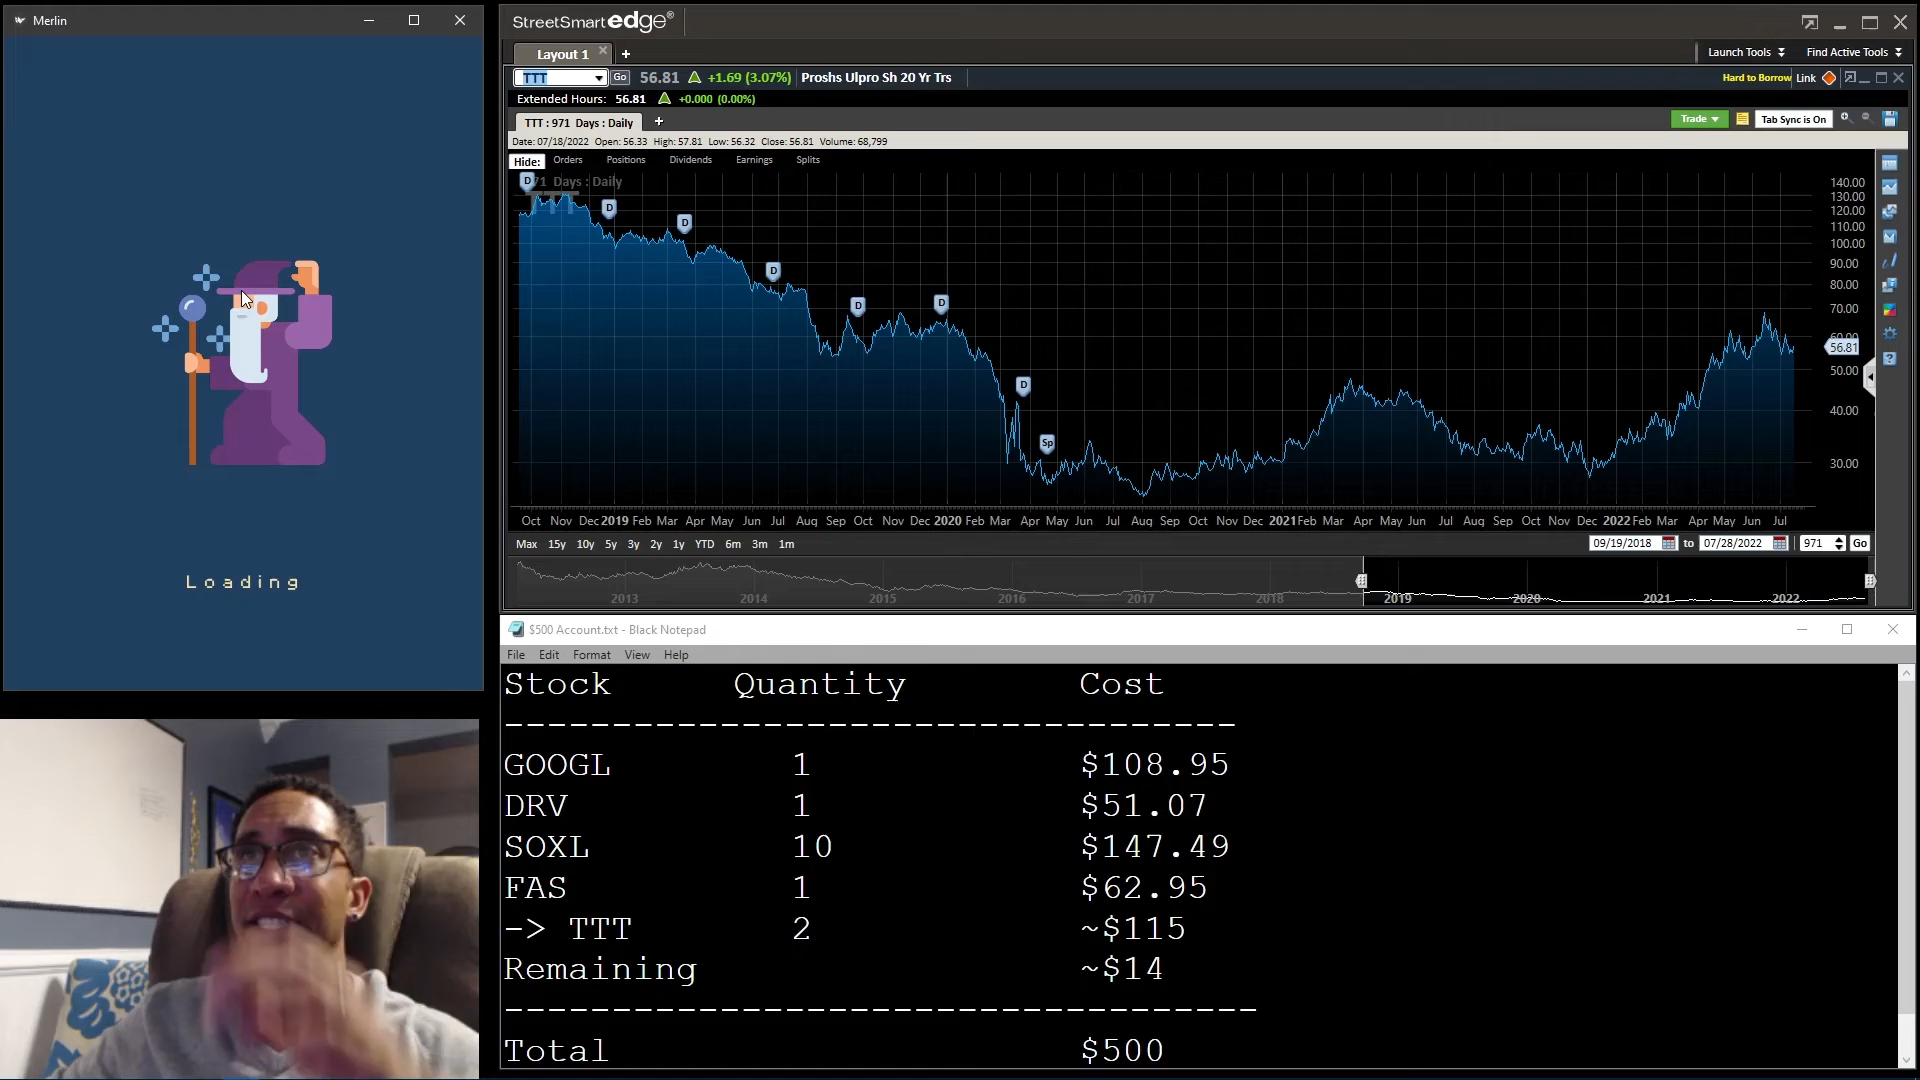 Merlin
Loading
StreetSmart edge®
Layout 1
Launch Tools
Find Active Tools
TTT
Go
56.81
+1.69 (3.07%)
Proshs Ulpro Sh 20 Yr Trs
Hard to Borrow
Link
Extended Hours: 56.81 +0.000 (0.00%)
TTT : 971 Days : Daily
Trade
Tab Sync is On
Date: 07/18/2022 Open: 56.33 High: 57.81 Low: 56.32 Close: 56.81 Volume: 68,799
Hide: Orders Positions Dividends Earnings Splits
71 Days : Daily
TTT
D
D
D
D
D
D
D
Sp
140.00
130.00
120.00
110.00
100.00
90.00
80.00
70.00
60.00
56.81
50.00
40.00
30.00
Oct Nov Dec 2019 Feb Mar Apr May Jun Jul Aug Sep Oct Nov Dec 2020 Feb Mar Apr May Jun Jul Aug Sep Oct Nov Dec 2021 Feb Mar Apr May Jun Jul Aug Sep Oct Nov Dec 2022 Feb Mar Apr May Jun Jul
Max 15y 10y 5y 3y 2y 1y YTD 6m 3m 1m
09/19/2018 to 07/28/2022 971 Go
2013 2014 2015 2016 2017 2018 2019 2020 2021 2022
$500 Account.txt - Black Notepad
File Edit Format View Help
Stock Quantity Cost
----------------------------------
GOOGL 1 $108.95
DRV 1 $51.07
SOXL 10 $147.49
FAS 1 $62.95
-> TTT 2 ~$115
Remaining ~$14
-----------------------------------
Total $500